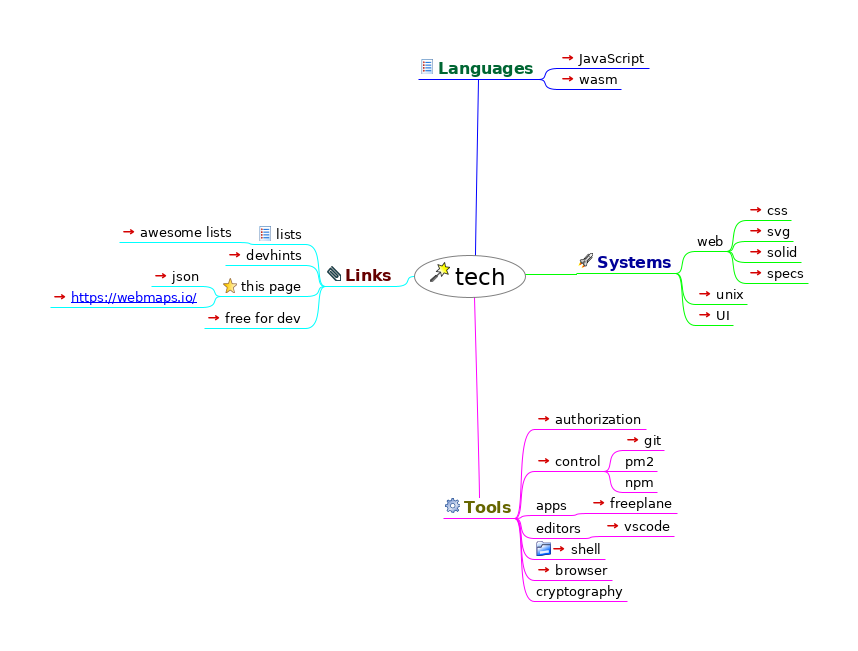 Languages
JavaScript
wasm
tech
Systems
web
css
svg
solid
specs
unix
UI
Links
lists
awesome lists
devhints
this page
json
https://webmaps.io/
free for dev
Tools
authorization
control
git
pm2
npm
apps
freeplane
editors
vscode
shell
browser
cryptography